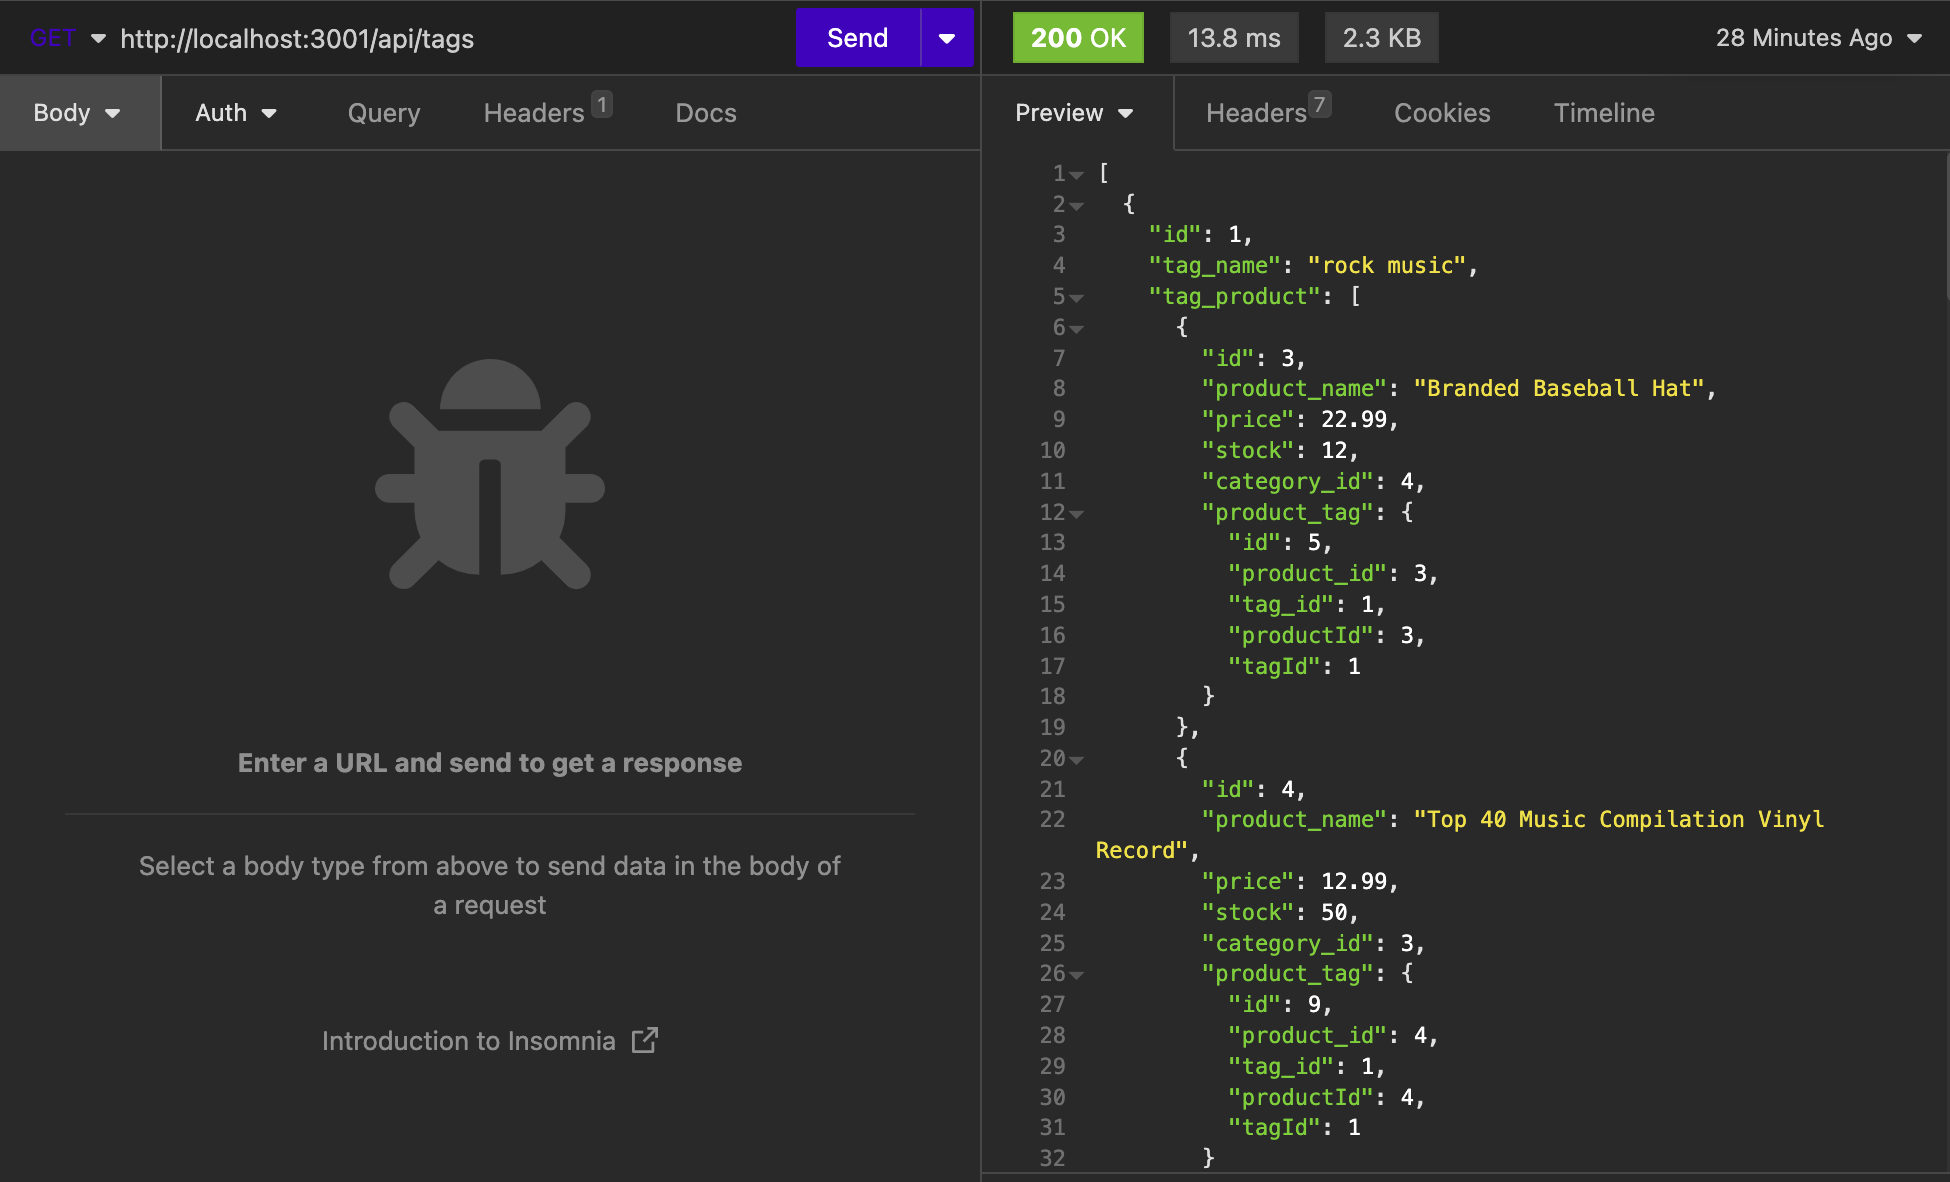 GET http://localhost:3001/api/tags Send
Body Auth Query Headers 1 Docs
Enter a URL and send to get a response
Select a body type from above to send data in the body of
a request
Introduction to Insomnia
200 OK 13.8 ms 2.3 KB 28 Minutes Ago
Preview Headers 7 Cookies Timeline
1 [
2 {
3 "id": 1,
4 "tag_name": "rock music",
5 "tag_product": [
6 {
7 "id": 3,
8 "product_name": "Branded Baseball Hat",
9 "price": 22.99,
10 "stock": 12,
11 "category_id": 4,
12 "product_tag": {
13 "id": 5,
14 "product_id": 3,
15 "tag_id": 1,
16 "productId": 3,
17 "tagId": 1
18 }
19 },
20 {
21 "id": 4,
22 "product_name": "Top 40 Music Compilation Vinyl
Record",
23 "price": 12.99,
24 "stock": 50,
25 "category_id": 3,
26 "product_tag": {
27 "id": 9,
28 "product_id": 4,
29 "tag_id": 1,
30 "productId": 4,
31 "tagId": 1
32 }